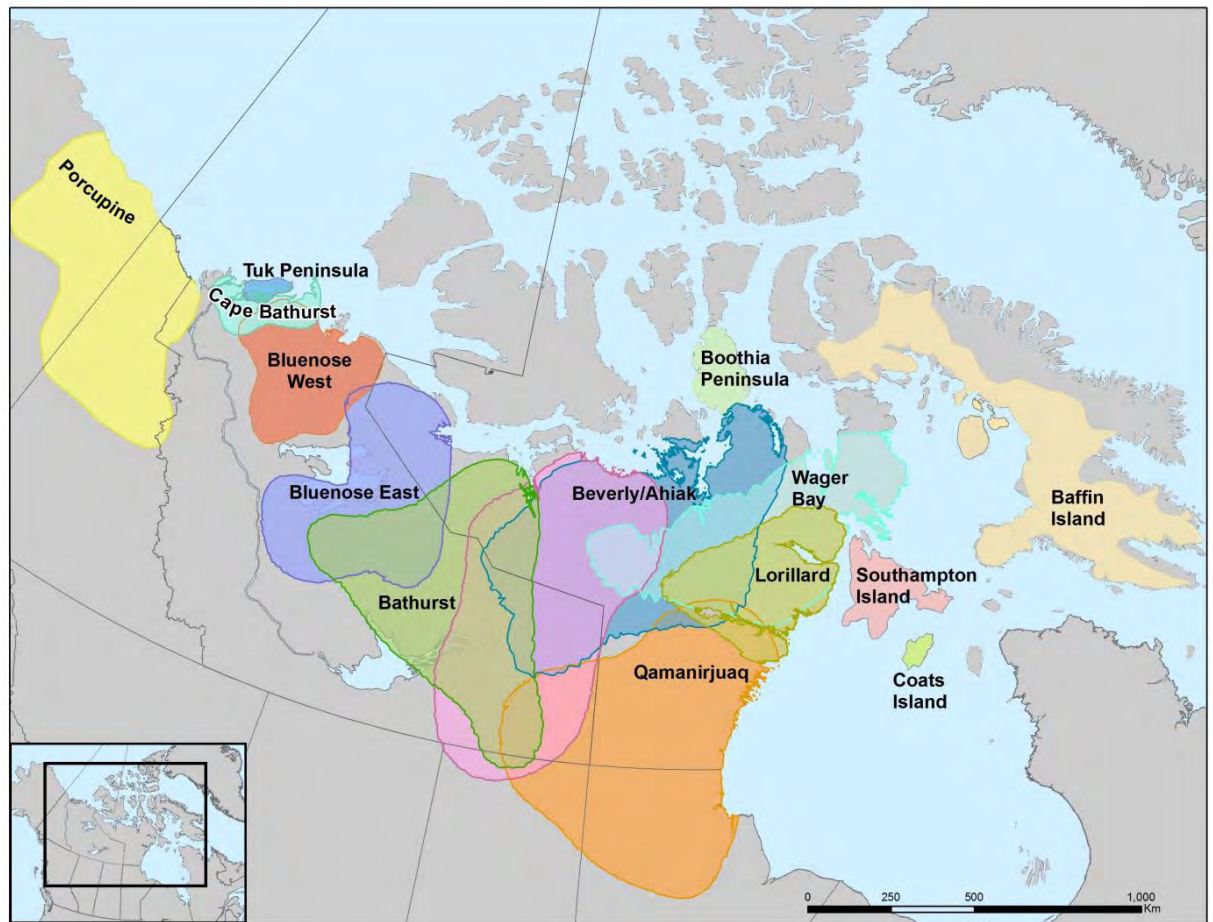 Porcupine
Tuk Peninsula
Cape Bathurst
Bluenose
West
Boothia
Peninsula
Bluenose East
Beverly/Ahiak
Wager
Bay
Baffin
Island
Bathurst
Lorillard
Southampton
Island
Qamanirjuaq
Coats
Island
0 250 500 1,000
Km